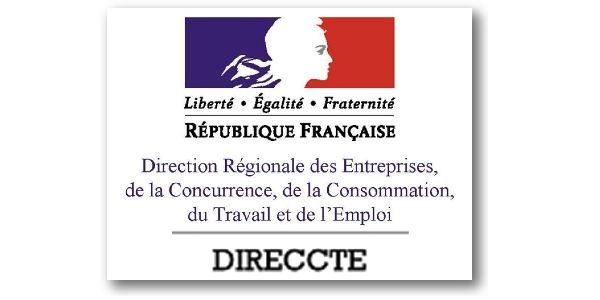 Liberté • Égalité • Fraternité
RÉPUBLIQUE FRANÇAISE
Direction Régionale des Entreprises,
de la Concurrence, de la Consommation,
du Travail et de l'Emploi
DIRECCTE